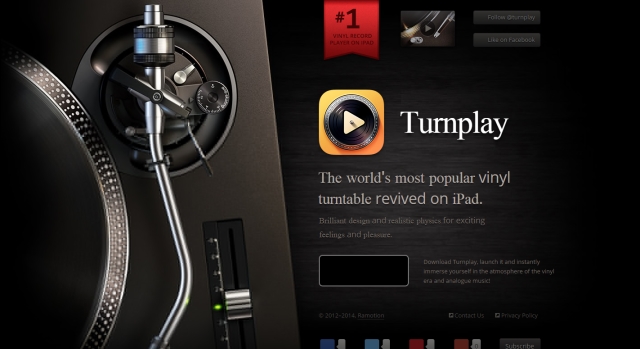 #1
VINYL RECORD
PLAYER ON IPAD
Follow @turnplay
Like on Facebook
Turnplay
The world's most popular vinyl
turntable revived on iPad.
Brilliant design and realistic physics for exciting
feelings and pleasure.
Download Turnplay, launch it and instantly
immerse yourself in the atmosphere of the vinyl
era and analogue music!
© 2012-2014, Ramotion
Contact Us
Privacy Policy
Subscribe